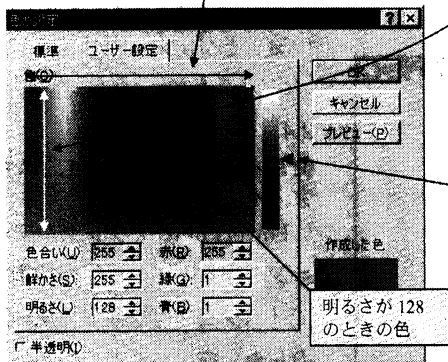 ? ×
標準 ユーザー設定
色(C)
OK
キャンセル
プレビュー(P)
色合い(U) 255 赤(R) 255
鮮かさ(S) 255 緑(G) 1
明るさ(L) 128 青(B) 1
作成した色
明るさが 128
のときの色
半透明(I)